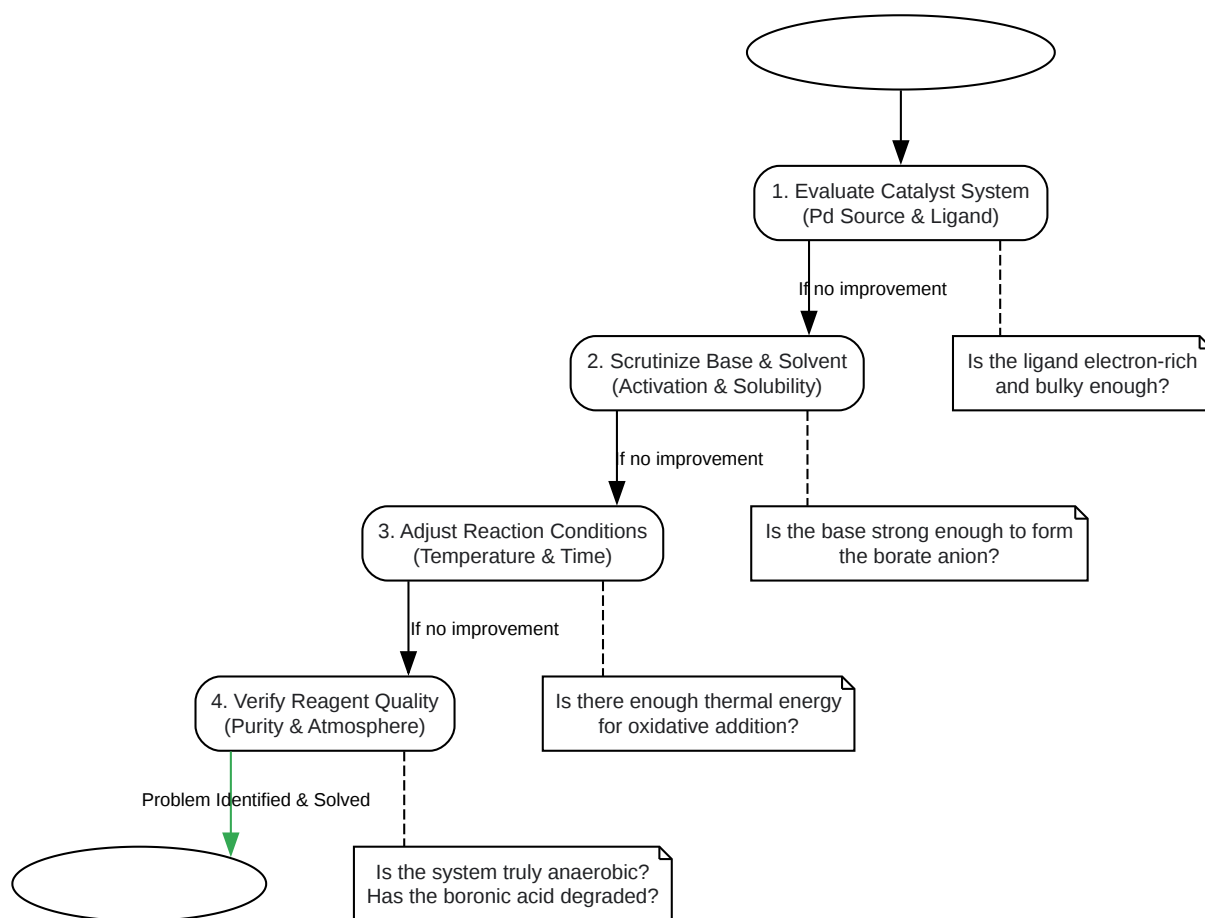 1. Evaluate Catalyst System
(Pd Source & Ligand)
If no improvement
Is the ligand electron-rich
and bulky enough?
2. Scrutinize Base & Solvent
(Activation & Solubility)
If no improvement
Is the base strong enough to form
the borate anion?
3. Adjust Reaction Conditions
(Temperature & Time)
If no improvement
Is there enough thermal energy
for oxidative addition?
4. Verify Reagent Quality
(Purity & Atmosphere)
Problem Identified & Solved
Is the system truly anaerobic?
Has the boronic acid degraded?